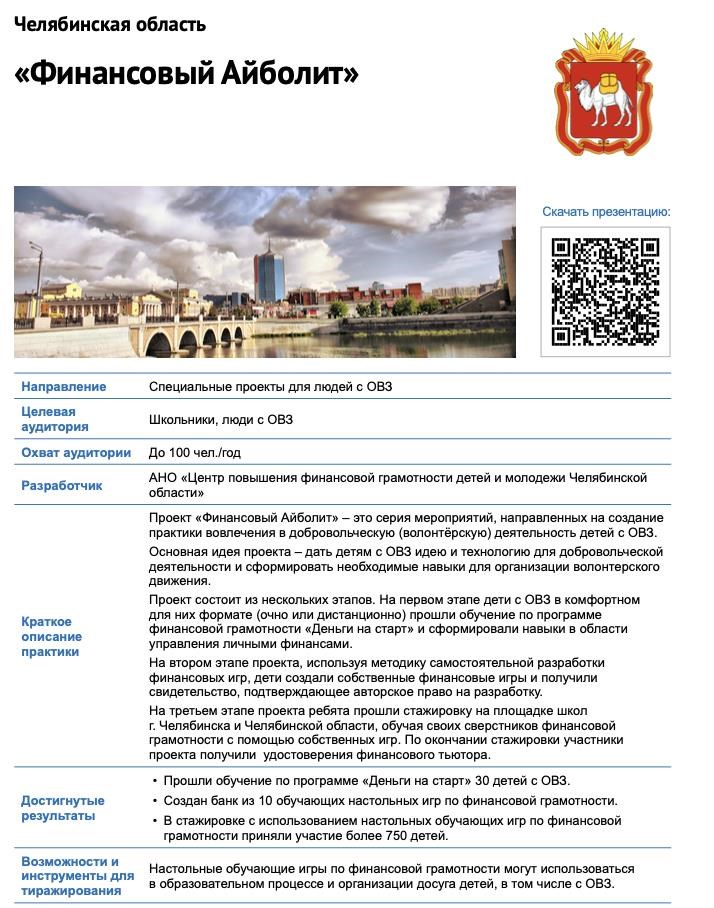 Челябинская область
«Финансовый Айболит»
Скачать презентацию:
Направление
Специальные проекты для людей с ОВЗ
Целевая
аудитория
Школьники, люди с ОВЗ
Охват аудитории
До 100 чел./год
Разработчик
АНО «Центр повышения финансовой грамотности детей и молодежи Челябинской
области»
Краткое
описание
практики
Проект «Финансовый Айболит» – это серия мероприятий, направленных на создание
практики вовлечения в добровольческую (волонтёрскую) деятельность детей с ОВЗ.
Основная идея проекта – дать детям с ОВЗ идею и технологию для добровольческой
деятельности и сформировать необходимые навыки для организации волонтерского
движения.
Проект состоит из нескольких этапов. На первом этапе дети с ОВЗ в комфортном
для них формате (очно или дистанционно) прошли обучение по программе
финансовой грамотности «Деньги на старт» и сформировали навыки в области
управления личными финансами.
На втором этапе проекта, используя методику самостоятельной разработки
финансовых игр, дети создали собственные финансовые игры и получили
свидетельство, подтверждающее авторское право на разработку.
На третьем этапе проекта ребята прошли стажировку на площадке школ
г. Челябинска и Челябинской области, обучая своих сверстников финансовой
грамотности с помощью собственных игр. По окончании стажировки участники
проекта получили удостоверения финансового тьютора.
Достигнутые
результаты
• Прошли обучение по программе «Деньги на старт» 30 детей с ОВЗ.
• Создан банк из 10 обучающих настольных игр по финансовой грамотности.
• В стажировке с использованием настольных обучающих игр по финансовой
грамотности приняли участие более 750 детей.
Возможности и
инструменты для
тиражирования
Настольные обучающие игры по финансовой грамотности могут использоваться
в образовательном процессе и организации досуга детей, в том числе с ОВЗ.